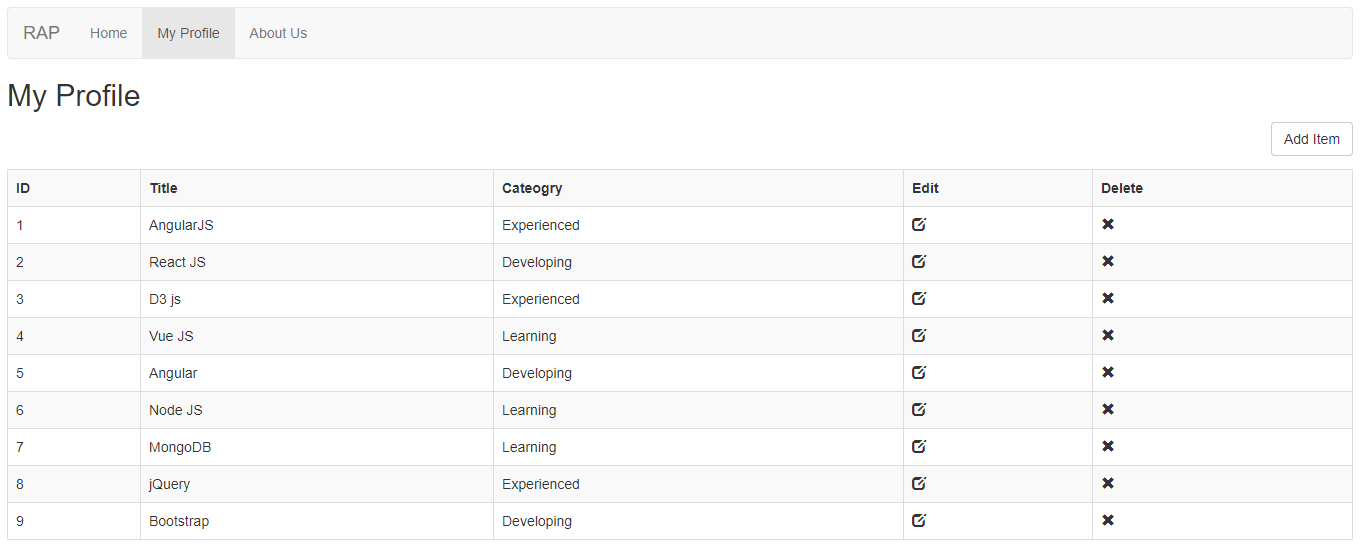 RAP Home My Profile About Us
My Profile
Add Item
ID Title Cateogry Edit Delete
1 AngularJS Experienced
2 React JS Developing
3 D3 js Experienced
4 Vue JS Learning
5 Angular Developing
6 Node JS Learning
7 MongoDB Learning
8 jQuery Experienced
9 Bootstrap Developing